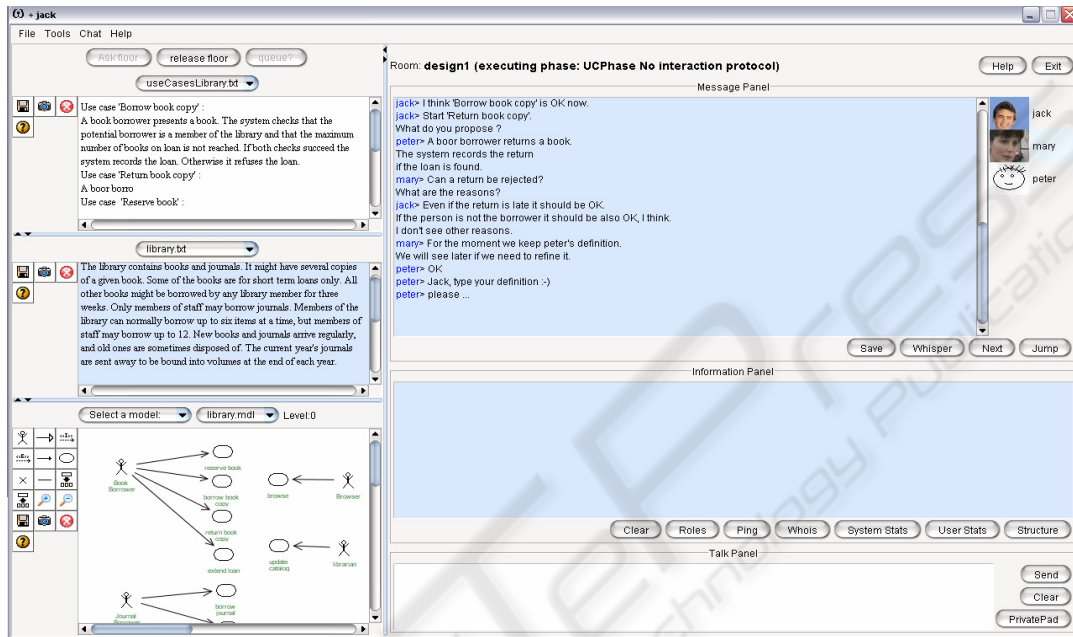 + jack
File Tools Chat Help
Ask floor release floor queue?
useCasesLibrary.txt
Use case 'Borrow book copy' :
A book borrower presents a book. The system checks that the
potential borrower is a member of the library and that the maximum
number of books on loan is not reached. If both checks succeed the
system records the loan. Otherwise it refuses the loan.
Use case 'Return book copy' :
A boor borro
Use case 'Reserve book' :
library.txt
The library contains books and journals. It might have several copies
of a given book. Some of the books are for short term loans only. All
other books might be borrowed by any library member for three
weeks. Only members of staff may borrow journals. Members of the
library can normally borrow up to six items at a time, but members of
staff may borrow up to 12. New books and journals arrive regularly,
and old ones are sometimes disposed of. The current year's journals
are sent away to be bound into volumes at the end of each year.
Select a model: library.mdl Level:0
Book
Borrower
reserve book
borrow book
copy
return book
copy
extend loan
browse
Browser
update
catalog
librarian
Journal
Borrower
borrow
journal
Room: design1 (executing phase: UCPhase No interaction protocol)
Help Exit
Message Panel
jack> I think 'Borrow book copy' is OK now.
jack> Start 'Return book copy'.
What do you propose ?
peter> A boor borrower returns a book.
The system records the return
if the loan is found.
mary> Can a return be rejected?
What are the reasons?
jack> Even if the return is late it should be OK.
If the person is not the borrower it should be also OK, I think.
I don't see other reasons.
mary> For the moment we keep peter's definition.
We will see later if we need to refine it.
peter> OK
peter> Jack, type your definition :-)
peter> please ...
jack
mary
peter
Save Whisper Next Jump
Information Panel
Clear Roles Ping Whois System Stats User Stats Structure
Talk Panel
Send
Clear
PrivatePad